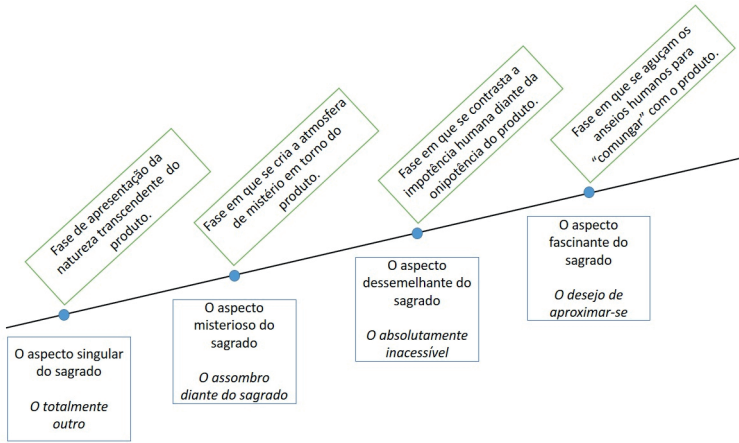 Fase de apresentação da
natureza transcendente do
produto.
Fase em que se cria a atmosfera
de mistério em torno do
produto.
Fase em que se contrasta a
impotência humana diante da
onipotência do produto.
Fase em que se aguçam os
anseios humanos para
“comungar” com o produto.
O aspecto singular
do sagrado
O totalmente
outro
O aspecto
misterioso do
sagrado
O assombro
diante do sagrado
O aspecto
dessemelhante do
sagrado
O absolutamente
inacessível
O aspecto
fascinante do
sagrado
O desejo de
aproximar-se